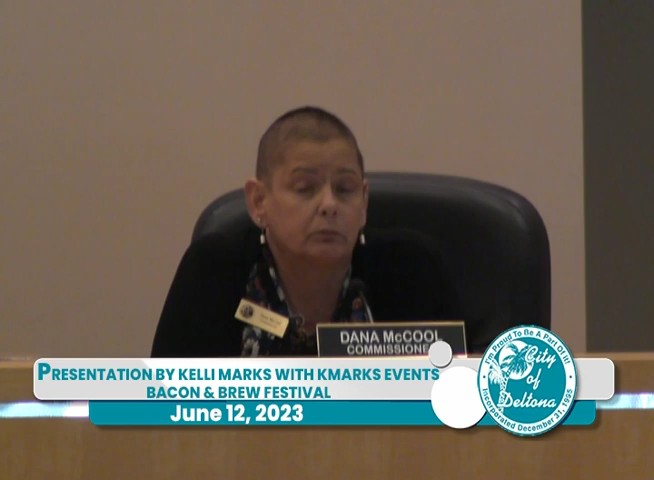 DANA McCOOL
COMMISSIONE
PRESENTATION BY KELLI MARKS WITH KMARKS EVENTS
BACON & BREW FESTIVAL
June 12, 2023
I'm Proud To Be A Part Of It!
City
of
Deltona
Incorporated December 31, 1995